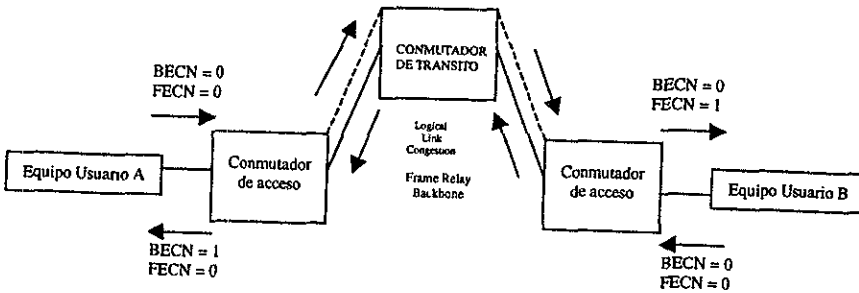 CONMUTADOR
DE TRANSITO
BECN = 0
FECN = 0
BECN = 0
FECN = 1
Logical
Link
Congestion
Frame Relay
Backbone
Equipo Usuario A
Conmutador
de acceso
Conmutador
de acceso
Equipo Usuario B
BECN = 1
FECN = 0
BECN = 0
FECN = 0